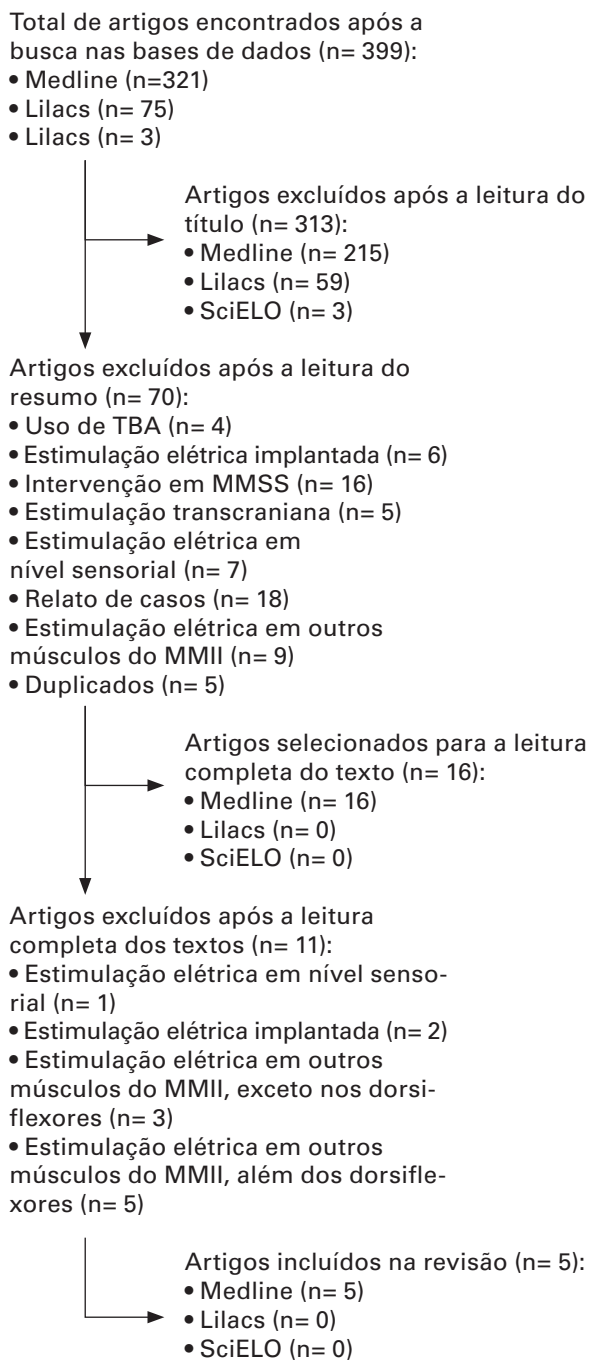 Total de artigos encontrados após a
busca nas bases de dados (n= 399):
• Medline (n=321)
• Lilacs (n= 75)
• Lilacs (n= 3)
Artigos excluídos após a leitura do
título (n= 313):
• Medline (n= 215)
• Lilacs (n= 59)
• SciELO (n= 3)
Artigos excluídos após a leitura do
resumo (n= 70):
• Uso de TBA (n= 4)
• Estimulação elétrica implantada (n= 6)
• Intervenção em MMSS (n= 16)
• Estimulação transcraniana (n= 5)
• Estimulação elétrica em
nível sensorial (n= 7)
• Relato de casos (n= 18)
• Estimulação elétrica em outros
músculos do MMII (n= 9)
• Duplicados (n= 5)
Artigos selecionados para a leitura
completa do texto (n= 16):
• Medline (n= 16)
• Lilacs (n= 0)
• SciELO (n= 0)
Artigos excluídos após a leitura
completa dos textos (n= 11):
• Estimulação elétrica em nível senso-
rial (n= 1)
• Estimulação elétrica implantada (n= 2)
• Estimulação elétrica em outros
músculos do MMII, exceto nos dorsi-
flexores (n= 3)
• Estimulação elétrica em outros
músculos do MMII, além dos dorsifle-
xores (n= 5)
Artigos incluídos na revisão (n= 5):
• Medline (n= 5)
• Lilacs (n= 0)
• SciELO (n= 0)